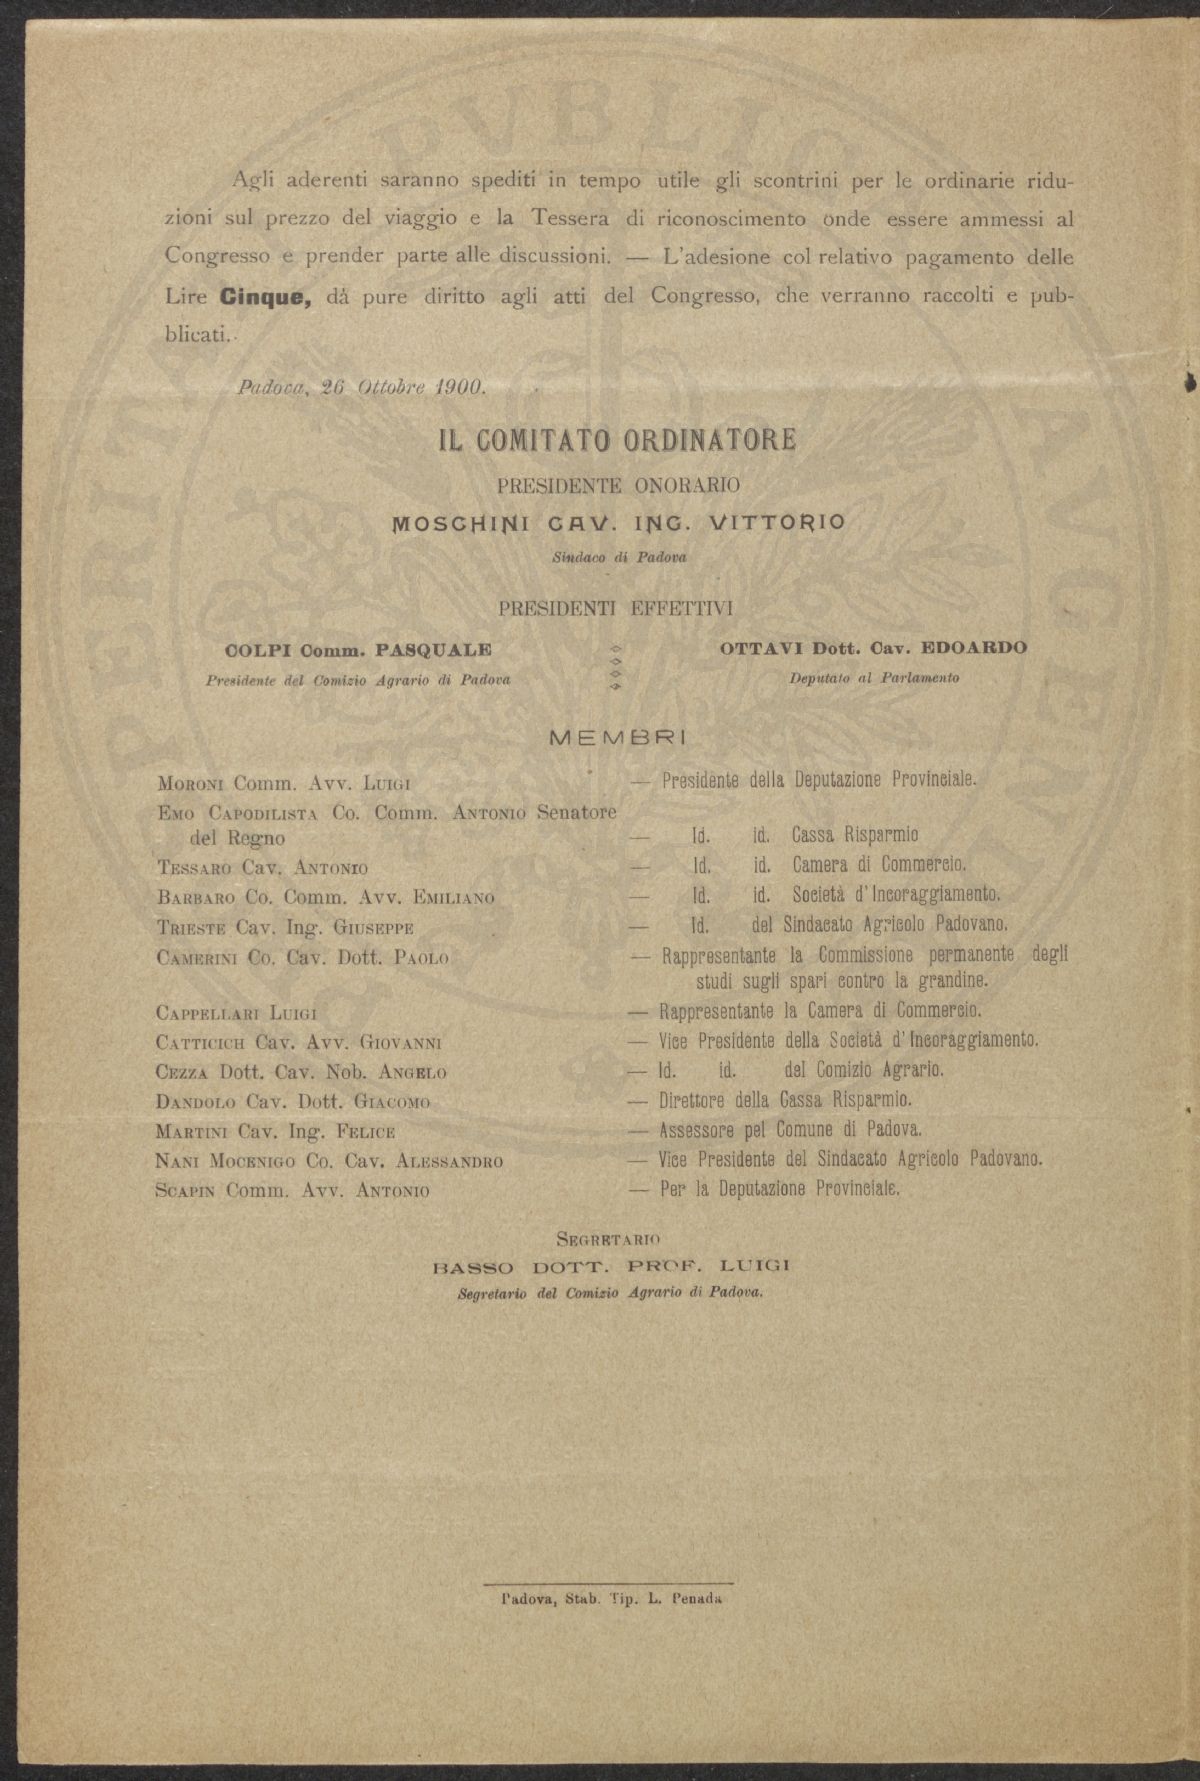 Agli aderenti saranno spediti in tempo utile gli scontrini per le ordinarie ridu-
zioni sul prezzo del viaggio e la Tessera di riconoscimento onde essere ammessi al
Congresso e prender parte alle discussioni. — L'adesione col relativo pagamento delle
Lire Cinque, dà pure diritto agli atti del Congresso, che verranno raccolti e pub-
blicati.
Padova, 26 Ottobre 1900.
IL COMITATO ORDINATORE
PRESIDENTE ONORARIO
MOSCHINI CAV. ING. VITTORIO
Sindaco di Padova
PRESIDENTI EFFETTIVI
COLPI Comm. PASQUALE
Presidente del Comizio Agrario di Padova
OTTAVI Dott. Cav. EDOARDO
Deputato al Parlamento
MEMBRI
MORONI Comm. Avv. LUIGI — Presidente della Deputazione Provinciale.
EMO CAPODILISTA Co. Comm. ANTONIO Senatore
del Regno — Id. id. Cassa Risparmio
TESSARO Cav. ANTONIO — Id. id. Camera di Commercio.
BARBARO Co. Comm. Avv. EMILIANO — Id. id. Società d'Incoraggiamento.
TRIESTE Cav. Ing. GIUSEPPE — Id. del Sindacato Agricolo Padovano.
CAMERINI Co. Cav. Dott. PAOLO — Rappresentante la Commissione permanente degli
studi sugli spari contro la grandine.
CAPPELLARI LUIGI — Rappresentante la Camera di Commercio.
CATTICICH Cav. Avv. GIOVANNI — Vice Presidente della Società d'Incoraggiamento.
CEZZA Dott. Cav. Nob. ANGELO — Id. id. del Comizio Agrario.
DANDOLO Cav. Dott. GIACOMO — Direttore della Cassa Risparmio.
MARTINI Cav. Ing. FELICE — Assessore pel Comune di Padova.
NANI MOCENIGO Co. Cav. ALESSANDRO — Vice Presidente del Sindacato Agricolo Padovano.
SCAPIN Comm. Avv. ANTONIO — Per la Deputazione Provinciale.
SEGRETARIO
BASSO DOTT. PROF. LUIGI
Segretario del Comizio Agrario di Padova.
Padova, Stab. Tip. L. Penada